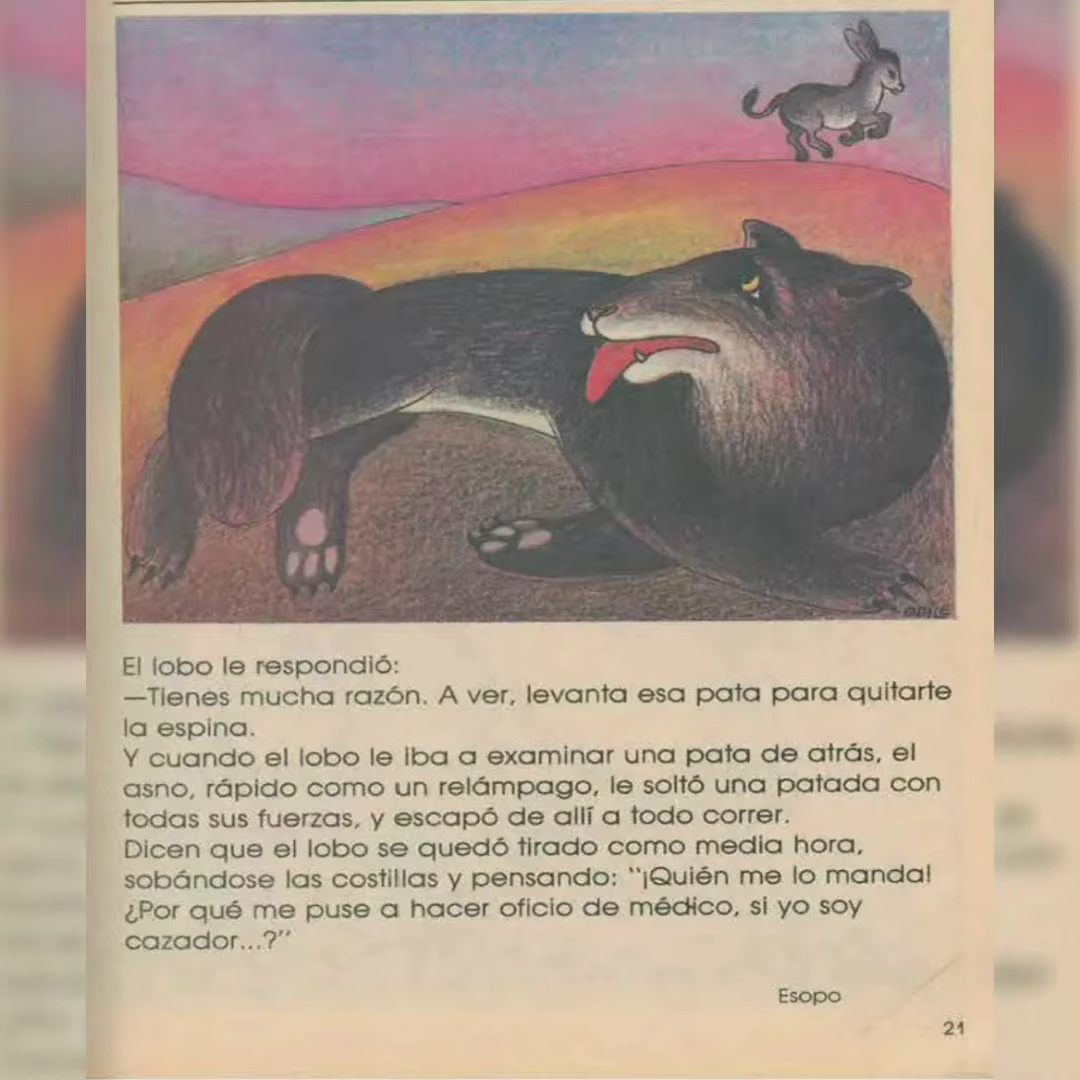 ODILE
El lobo le respondió:
—Tienes mucha razón. A ver, levanta esa pata para quitarte
la espina.
Y cuando el lobo le iba a examinar una pata de atrás, el
asno, rápido como un relámpago, le soltó una patada con
todas sus fuerzas, y escapó de allí a todo correr.
Dicen que el lobo se quedó tirado como media hora,
sobándose las costillas y pensando: "¡Quién me lo manda!
¿Por qué me puse a hacer oficio de médico, si yo soy
cazador...?"
Esopo
21